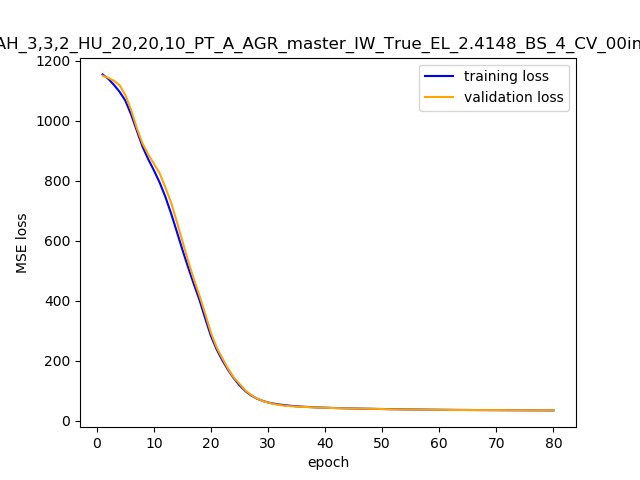 AH_3,3,2_HU_20,20,10_PT_A_AGR_master_IW_True_EL_2.4148_BS_4_CV_00in
training loss
validation loss
MSE loss
1200
1000
800
600
400
200
0
0 10 20 30 40 50 60 70 80
epoch